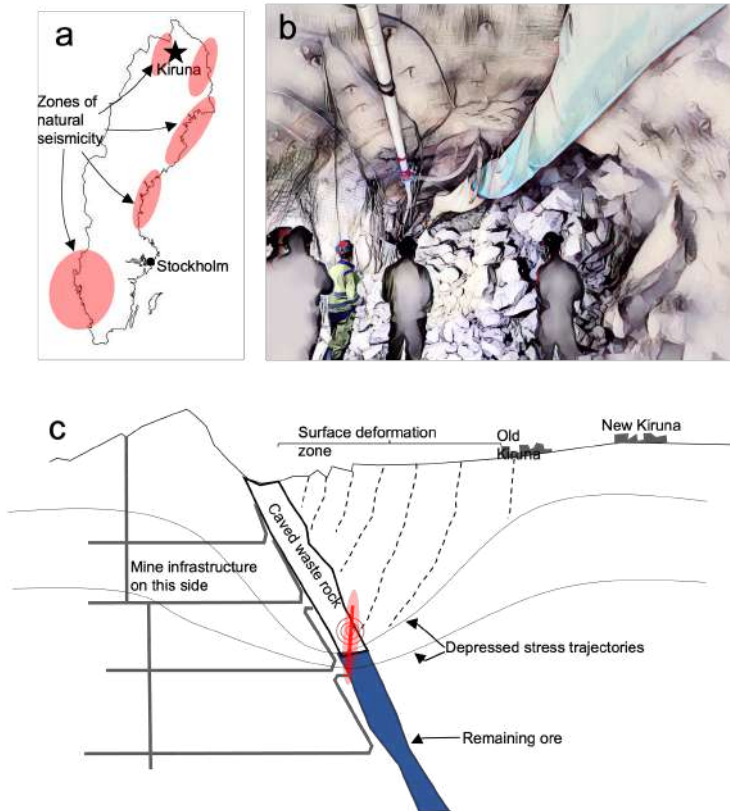 a
Kiruna
Zones of
natural
seismicity
Stockholm
b
c
Surface deformation
zone
Old
Kiruna
New Kiruna
Caved waste rock
Mine infrastructure
on this side
Depressed stress trajectories
Remaining ore